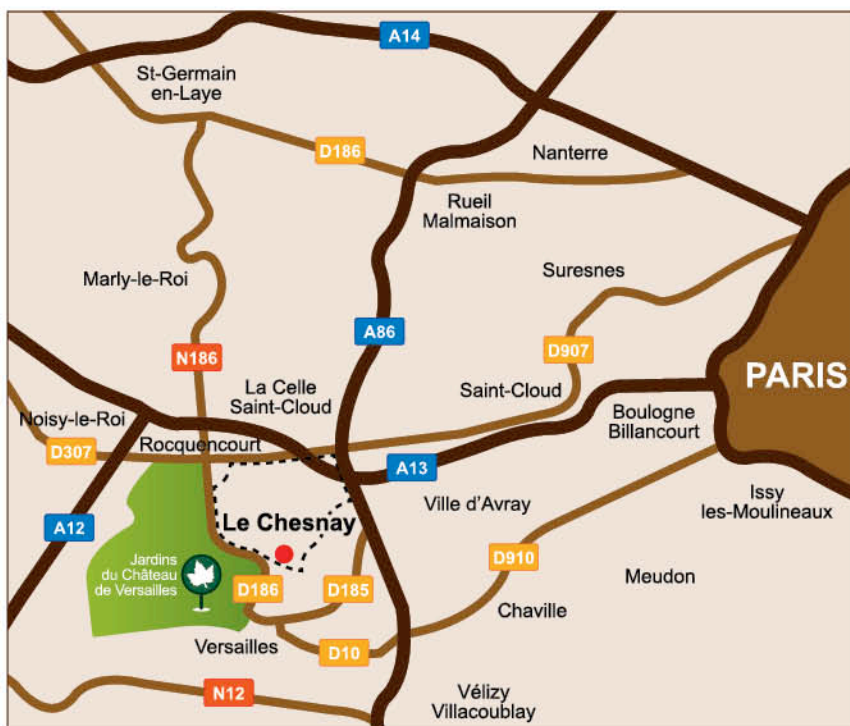 A14
St-Germain
en-Laye
D186
Nanterre
Rueil
Malmaison
Suresnes
Marly-le-Roi
A86
N186
D907
PARIS
La Celle
Saint-Cloud
Saint-Cloud
Noisy-le-Roi
Boulogne
Billancourt
Rocquencourt
D307
A13
Issy
les-Moulineaux
Ville d'Avray
Le Chesnay
A12
Jardins
du Château
de Versailles
D910
Meudon
D186
D185
Chaville
Versailles
D10
N12
Vélizy
Villacoublay